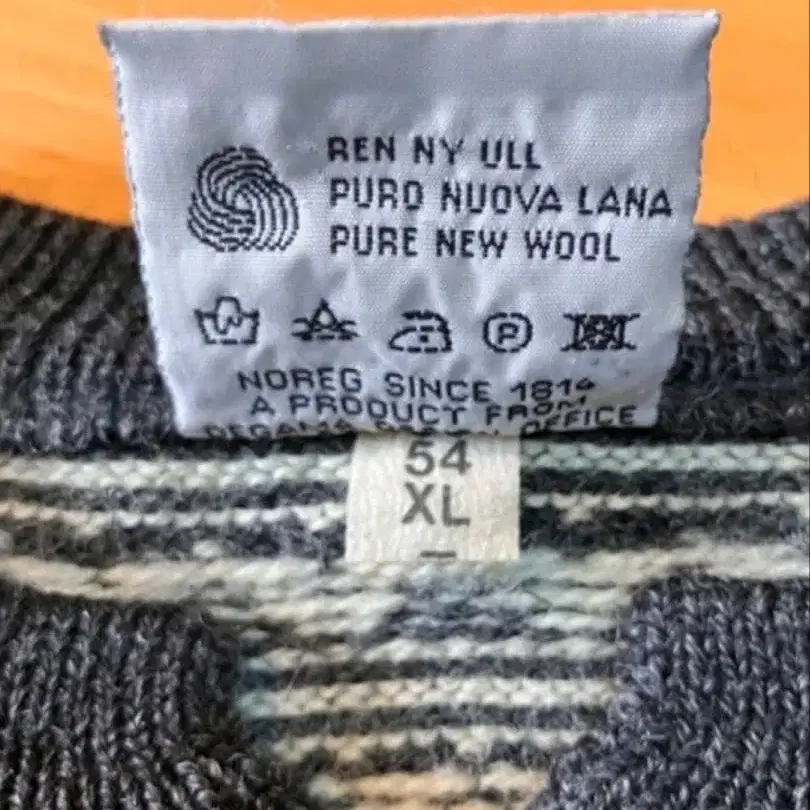 REN NY ULL
PURO NUOVA LANA
PURE NEW WOOL
P
NOREG SINCE 1814
A PRODUCT FROM
OFFICE
54
XL